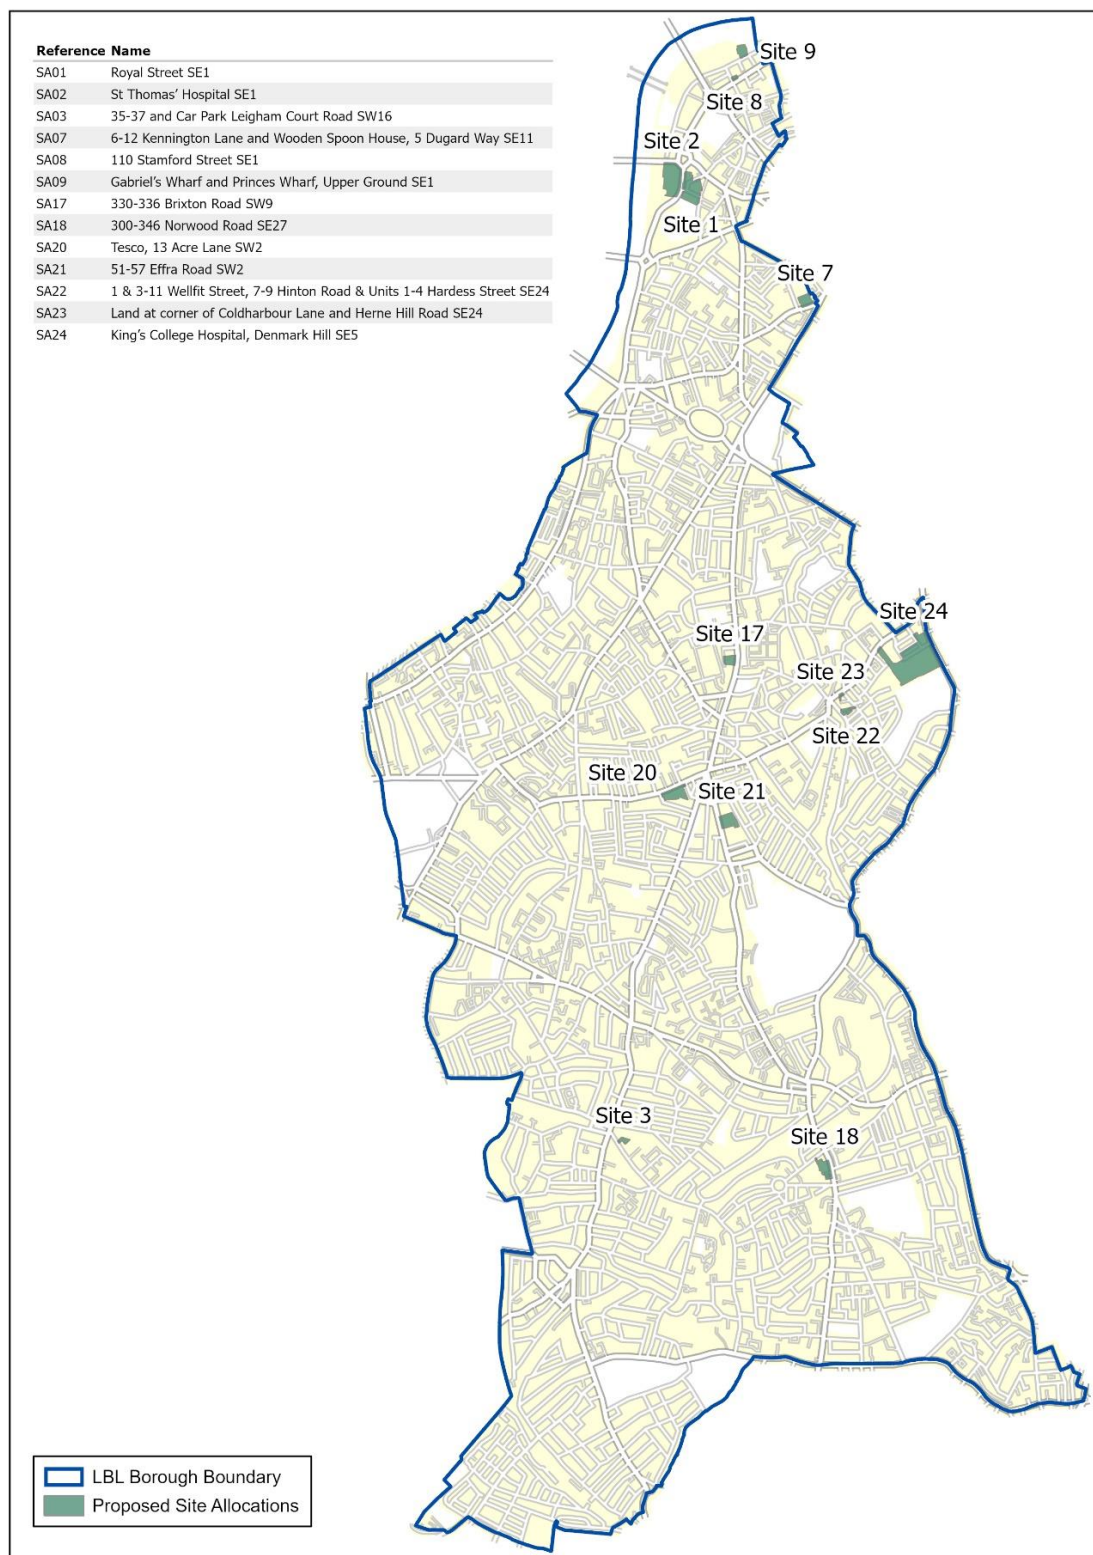 Reference Name
SA01 Royal Street SE1
SA02 St Thomas' Hospital SE1
SA03 35-37 and Car Park Leigham Court Road SW16
SA07 6-12 Kennington Lane and Wooden Spoon House, 5 Dugard Way SE11
SA08 110 Stamford Street SE1
SA09 Gabriel's Wharf and Princes Wharf, Upper Ground SE1
SA17 330-336 Brixton Road SW9
SA18 300-346 Norwood Road SE27
SA20 Tesco, 13 Acre Lane SW2
SA21 51-57 Effra Road SW2
SA22 1 & 3-11 Wellfit Street, 7-9 Hinton Road & Units 1-4 Hardess Street SE24
SA23 Land at corner of Coldharbour Lane and Herne Hill Road SE24
SA24 King's College Hospital, Denmark Hill SE5
Site 9
Site 8
Site 2
Site 1
Site 7
Site 24
Site 17
Site 23
Site 22
Site 20
Site 21
Site 3
Site 18
LBL Borough Boundary
Proposed Site Allocations